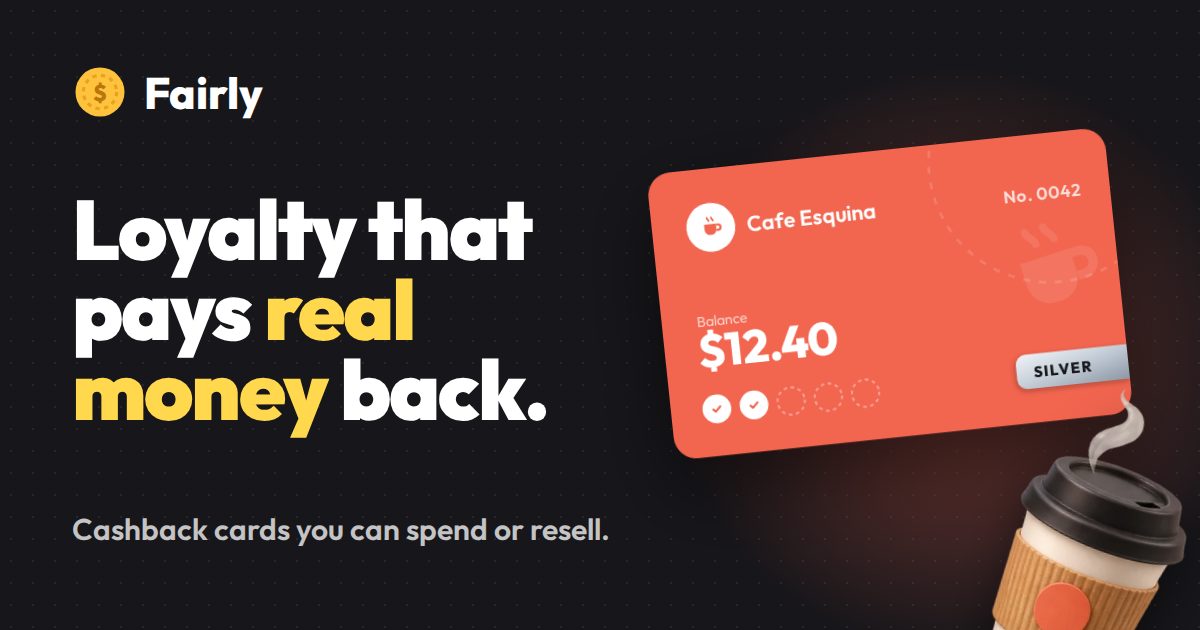 $
Fairly
Loyalty that
pays real
money back.
Cashback cards you can spend or resell.
Cafe Esquina
No. 0042
Balance
$12.40
SILVER